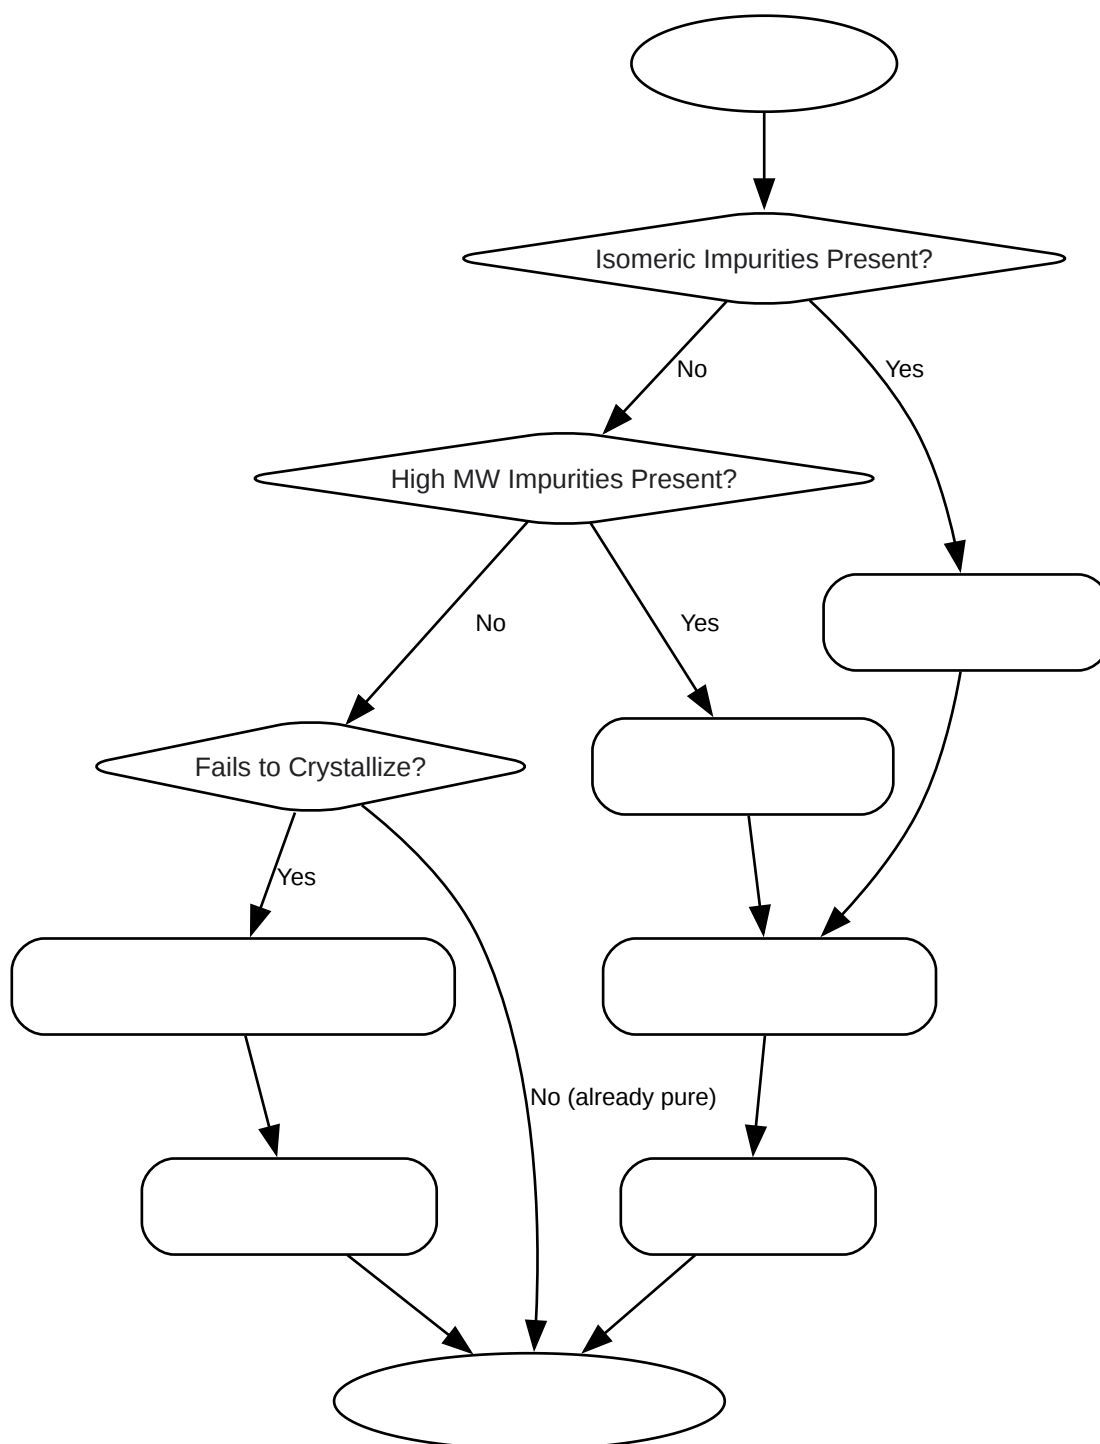 Isomeric Impurities Present?
No
Yes
High MW Impurities Present?
No
Yes
Fails to Crystallize?
Yes
No (already pure)